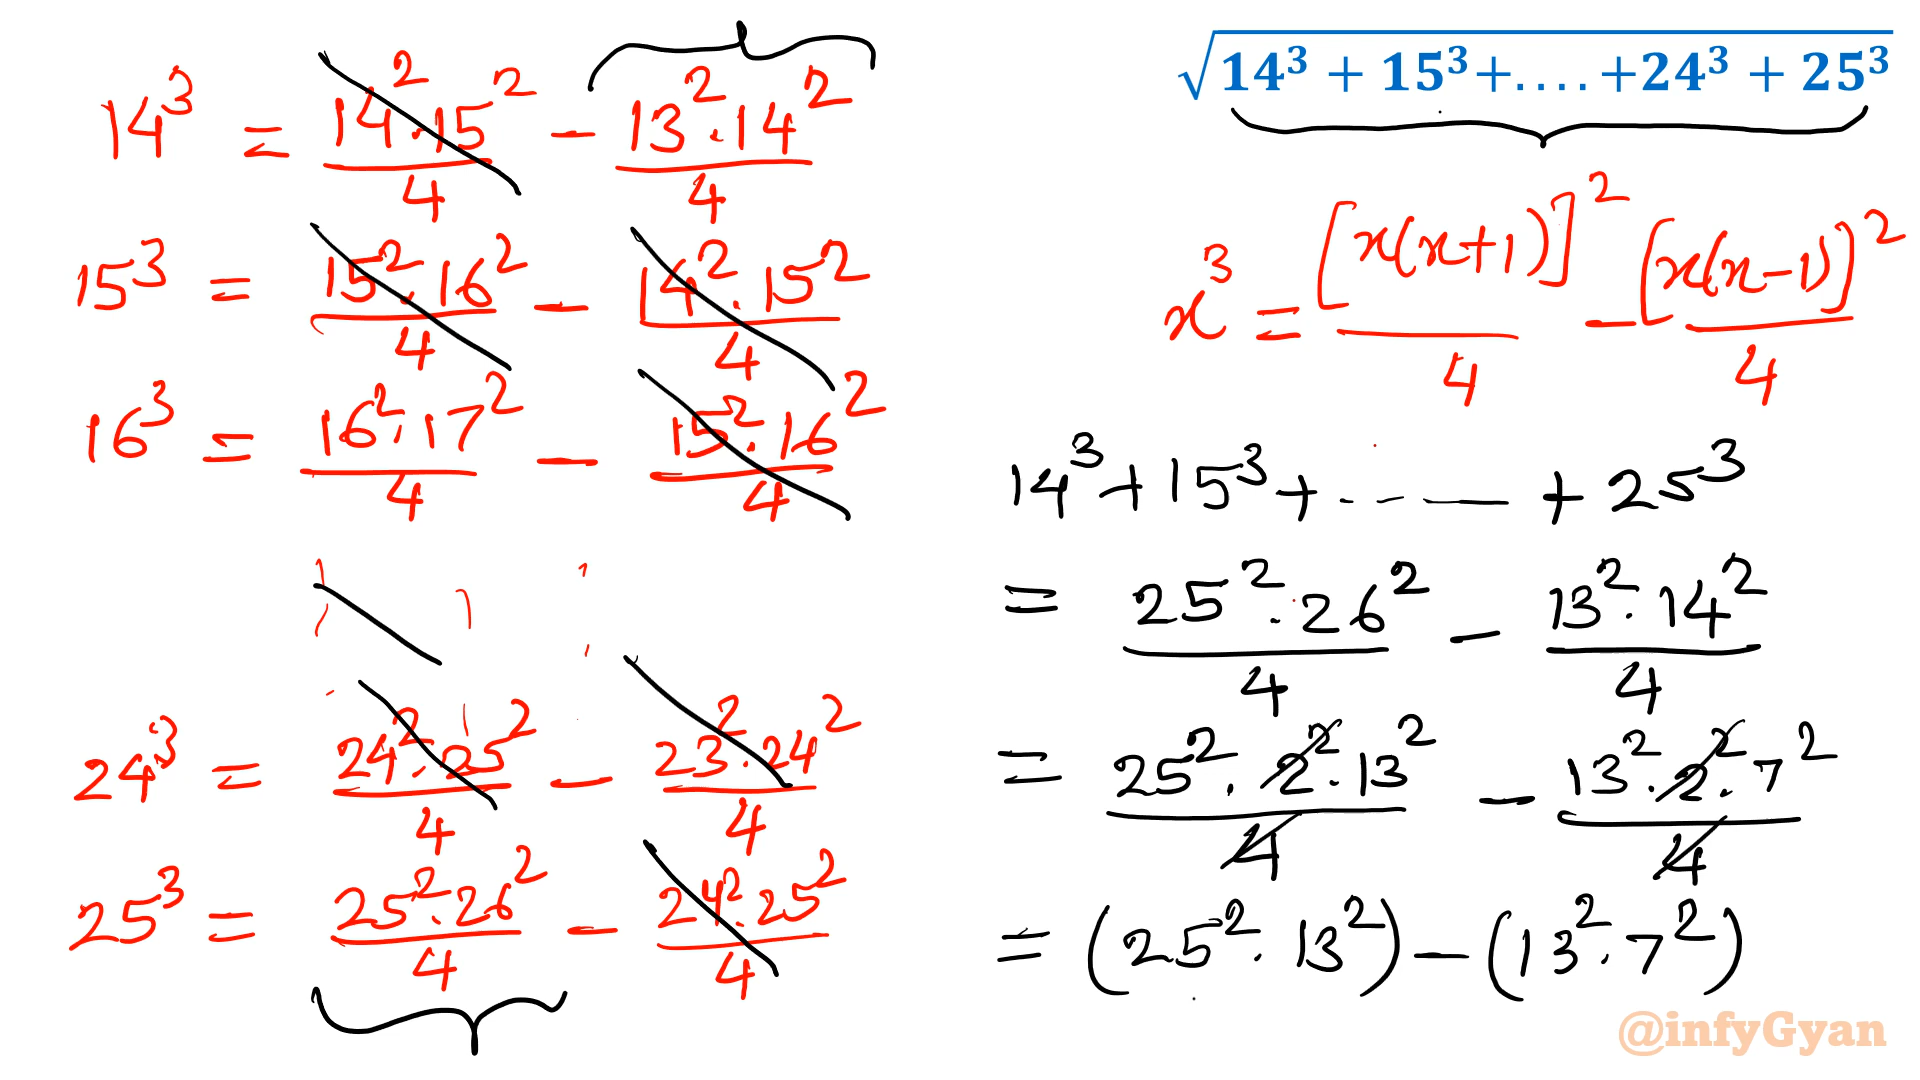 14³ = 14²·15²/4 − 13²·14²/4
15³ = 15²·16²/4 − 14²·15²/4
16³ = 16²·17²/4 − 15²·16²/4
24³ = 24²·25²/4 − 23²·24²/4
25³ = 25²·26²/4 − 24²·25²/4
√14³ + 15³+....+24³ + 25³
x³ = [x(x+1)]²/4 − [x(x−1)]²/4
14³+15³+-----+25³
= 25²·26²/4 − 13²·14²/4
= 25²·2²·13²/4 − 13²·2²·7²/4
= (25²·13²)−(13²·7²)
@infyGyan